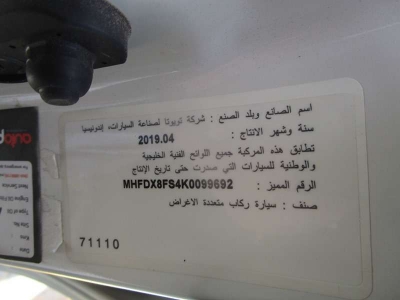 اسم الصانع وبلد الصنع : شركة تويوتا لصناعة السيارات، إندونيسيا
سنة وشهر الانتاج : 2019.04
تطابق هذه المركبة جميع اللوائح الفنية الخليجية
والوطنية للسيارات التي صدرت حتى تاريخ الإنتاج
الرقم المميز : MHFDX8FS4K0099692
صنف : سيارة ركاب متعددة الاغراض
71110